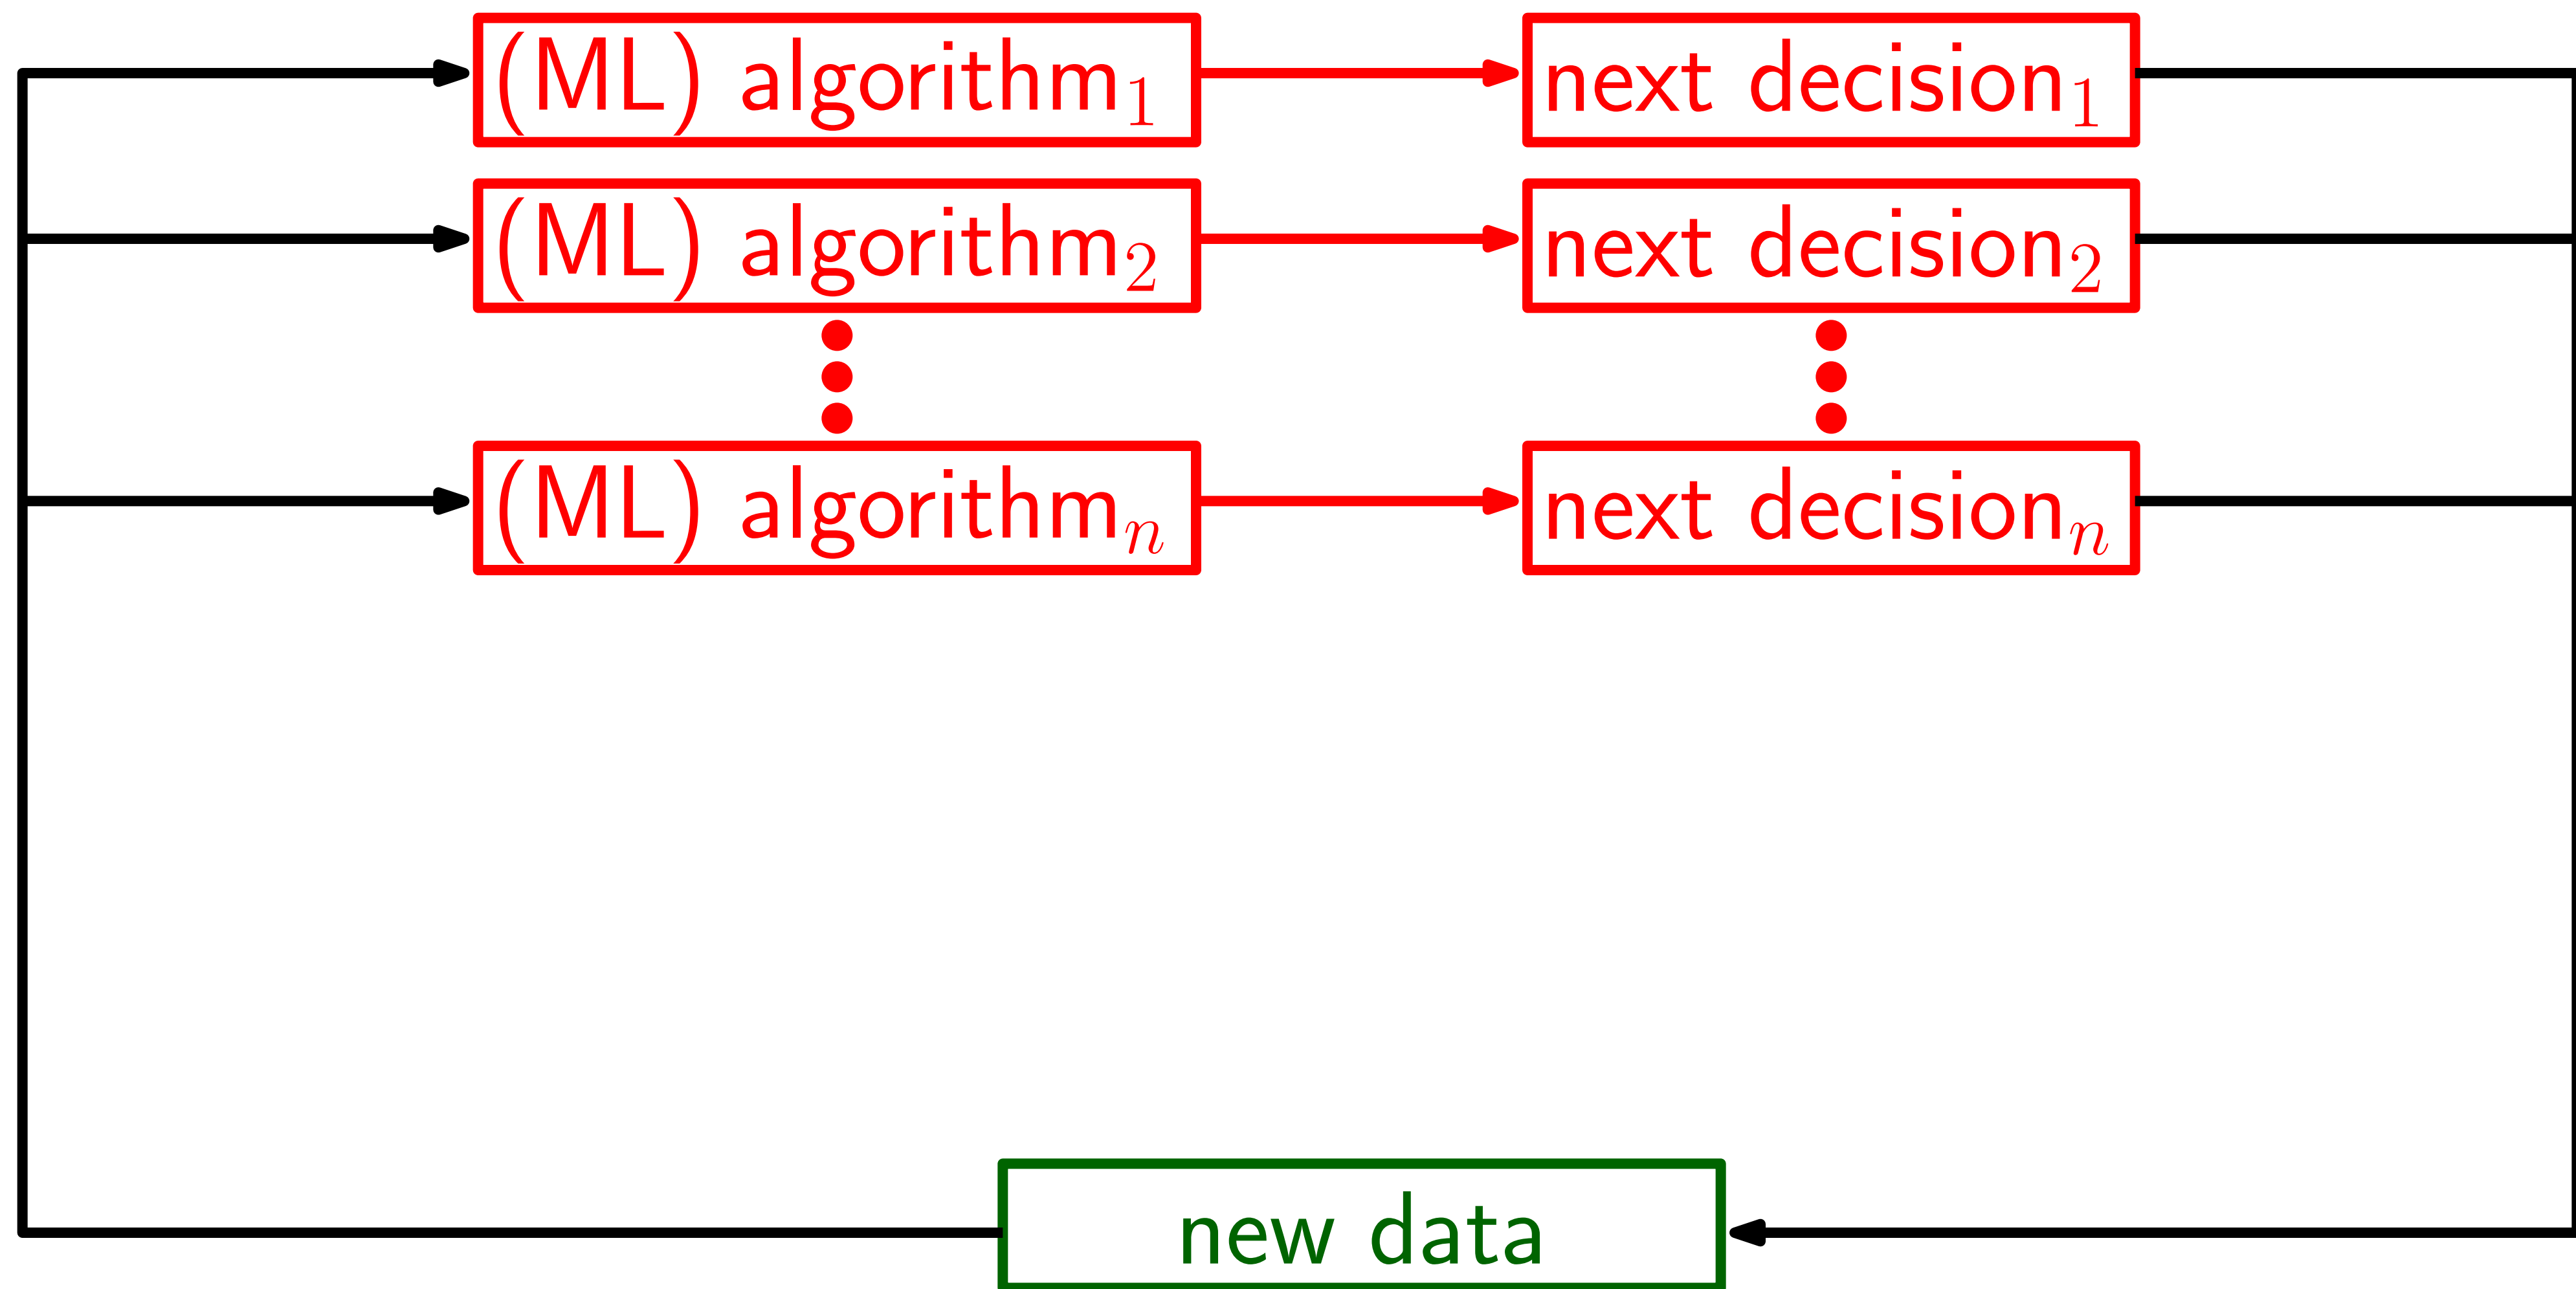 (ML) algorithm₁ next decision₁
(ML) algorithm₂ next decision₂
(ML) algorithmₙ next decisionₙ
new data